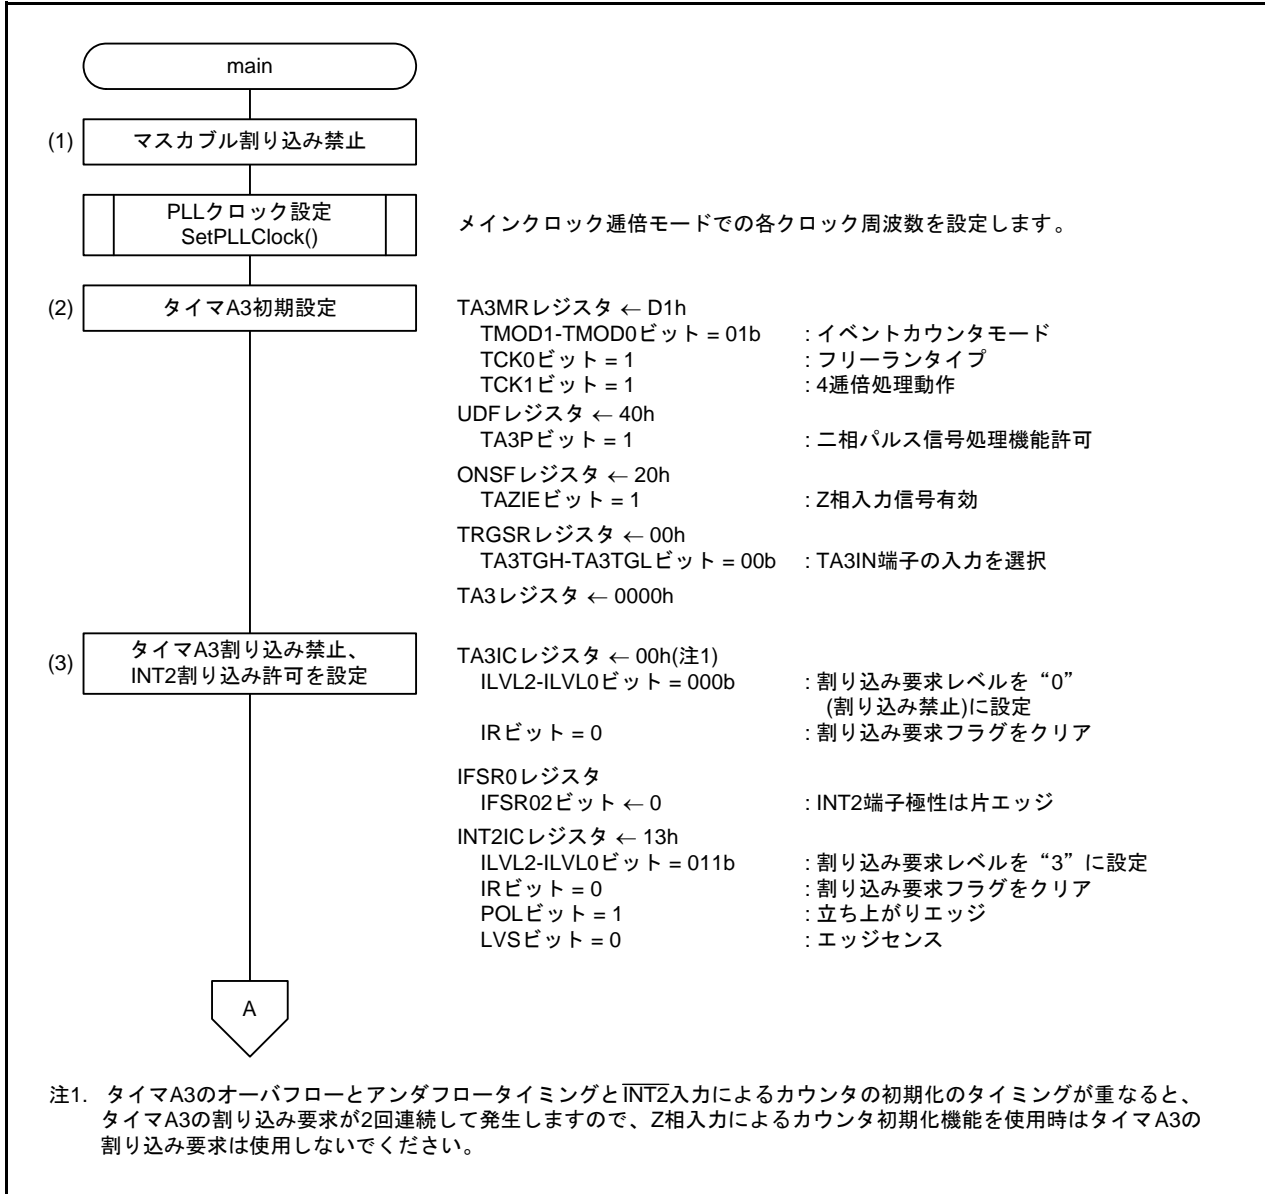 main
(1) マスカブル割り込み禁止
PLLクロック設定
SetPLLClock()
メインクロック逓倍モードでの各クロック周波数を設定します。
(2) タイマA3初期設定
TA3MRレジスタ ← D1h
TMOD1-TMOD0ビット = 01b : イベントカウンタモード
TCK0ビット = 1 : フリーランタイプ
TCK1ビット = 1 : 4逓倍処理動作
UDFレジスタ ← 40h
TA3Pビット = 1 : 二相パルス信号処理機能許可
ONSFレジスタ ← 20h
TAZIEビット = 1 : Z相入力信号有効
TRGSRレジスタ ← 00h
TA3TGH-TA3TGLビット = 00b : TA3IN端子の入力を選択
TA3レジスタ ← 0000h
(3) タイマA3割り込み禁止、
INT2割り込み許可を設定
TA3ICレジスタ ← 00h(注1)
ILVL2-ILVL0ビット = 000b : 割り込み要求レベルを“0”
(割り込み禁止)に設定
IRビット = 0 : 割り込み要求フラグをクリア
IFSR0レジスタ
IFSR02ビット ← 0 : INT2端子極性は片エッジ
INT2ICレジスタ ← 13h
ILVL2-ILVL0ビット = 011b : 割り込み要求レベルを“3”に設定
IRビット = 0 : 割り込み要求フラグをクリア
POLビット = 1 : 立ち上がりエッジ
LVSビット = 0 : エッジセンス
A
注1. タイマA3のオーバフローとアンダフロータイミングとINT2入力によるカウンタの初期化のタイミングが重なると、
タイマA3の割り込み要求が2回連続して発生しますので、Z相入力によるカウンタ初期化機能を使用時はタイマA3の
割り込み要求は使用しないでください。